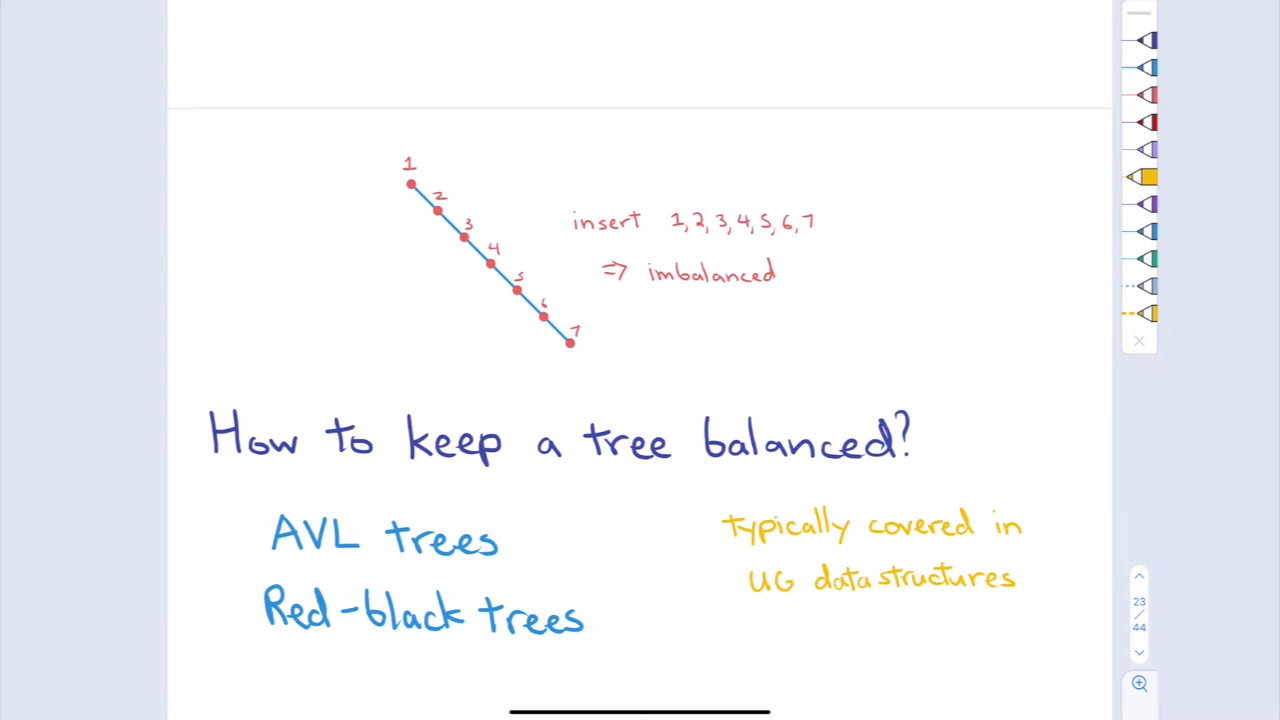 1
2
3
4
5
6
7
insert 1,2,3,4,5,6,7
⇒ imbalanced
How to keep a tree balanced?
AVL trees
Red-black trees
typically covered in
UG data structures
23
/
44